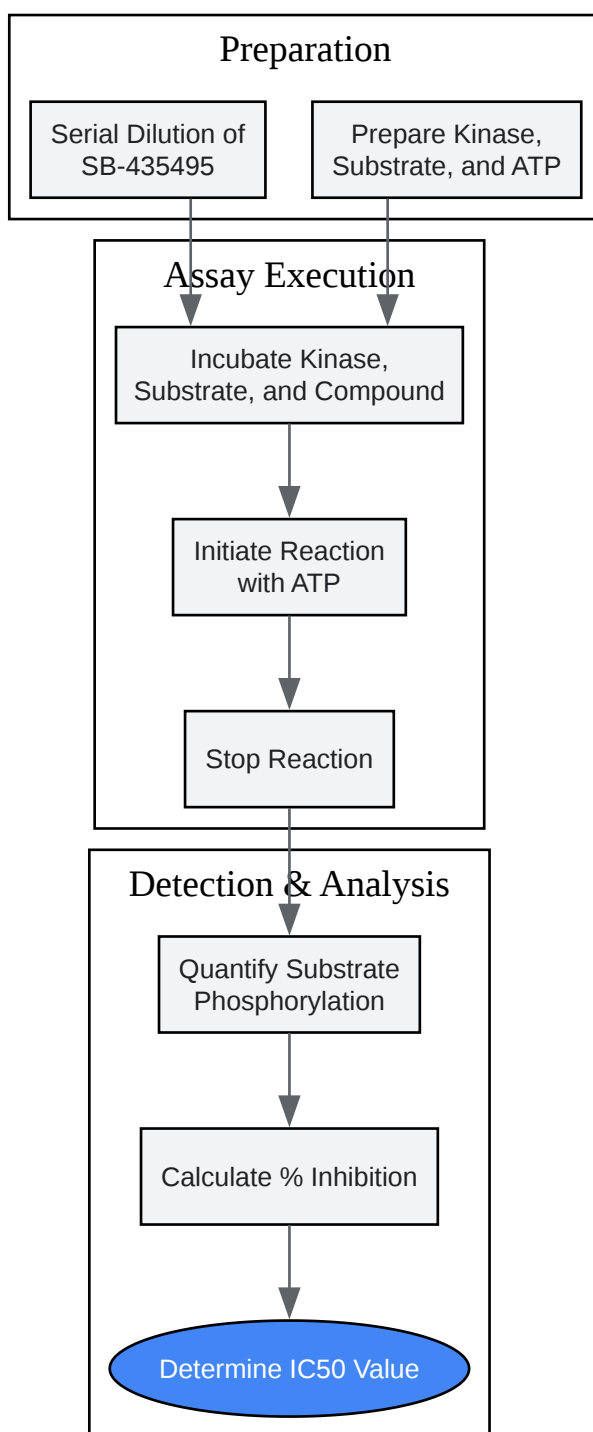 Preparation
Serial Dilution of
SB-435495
Prepare Kinase,
Substrate, and ATP
Assay Execution
Incubate Kinase,
Substrate, and Compound
Initiate Reaction
with ATP
Stop Reaction
Detection & Analysis
Quantify Substrate
Phosphorylation
Calculate % Inhibition
Determine IC50 Value